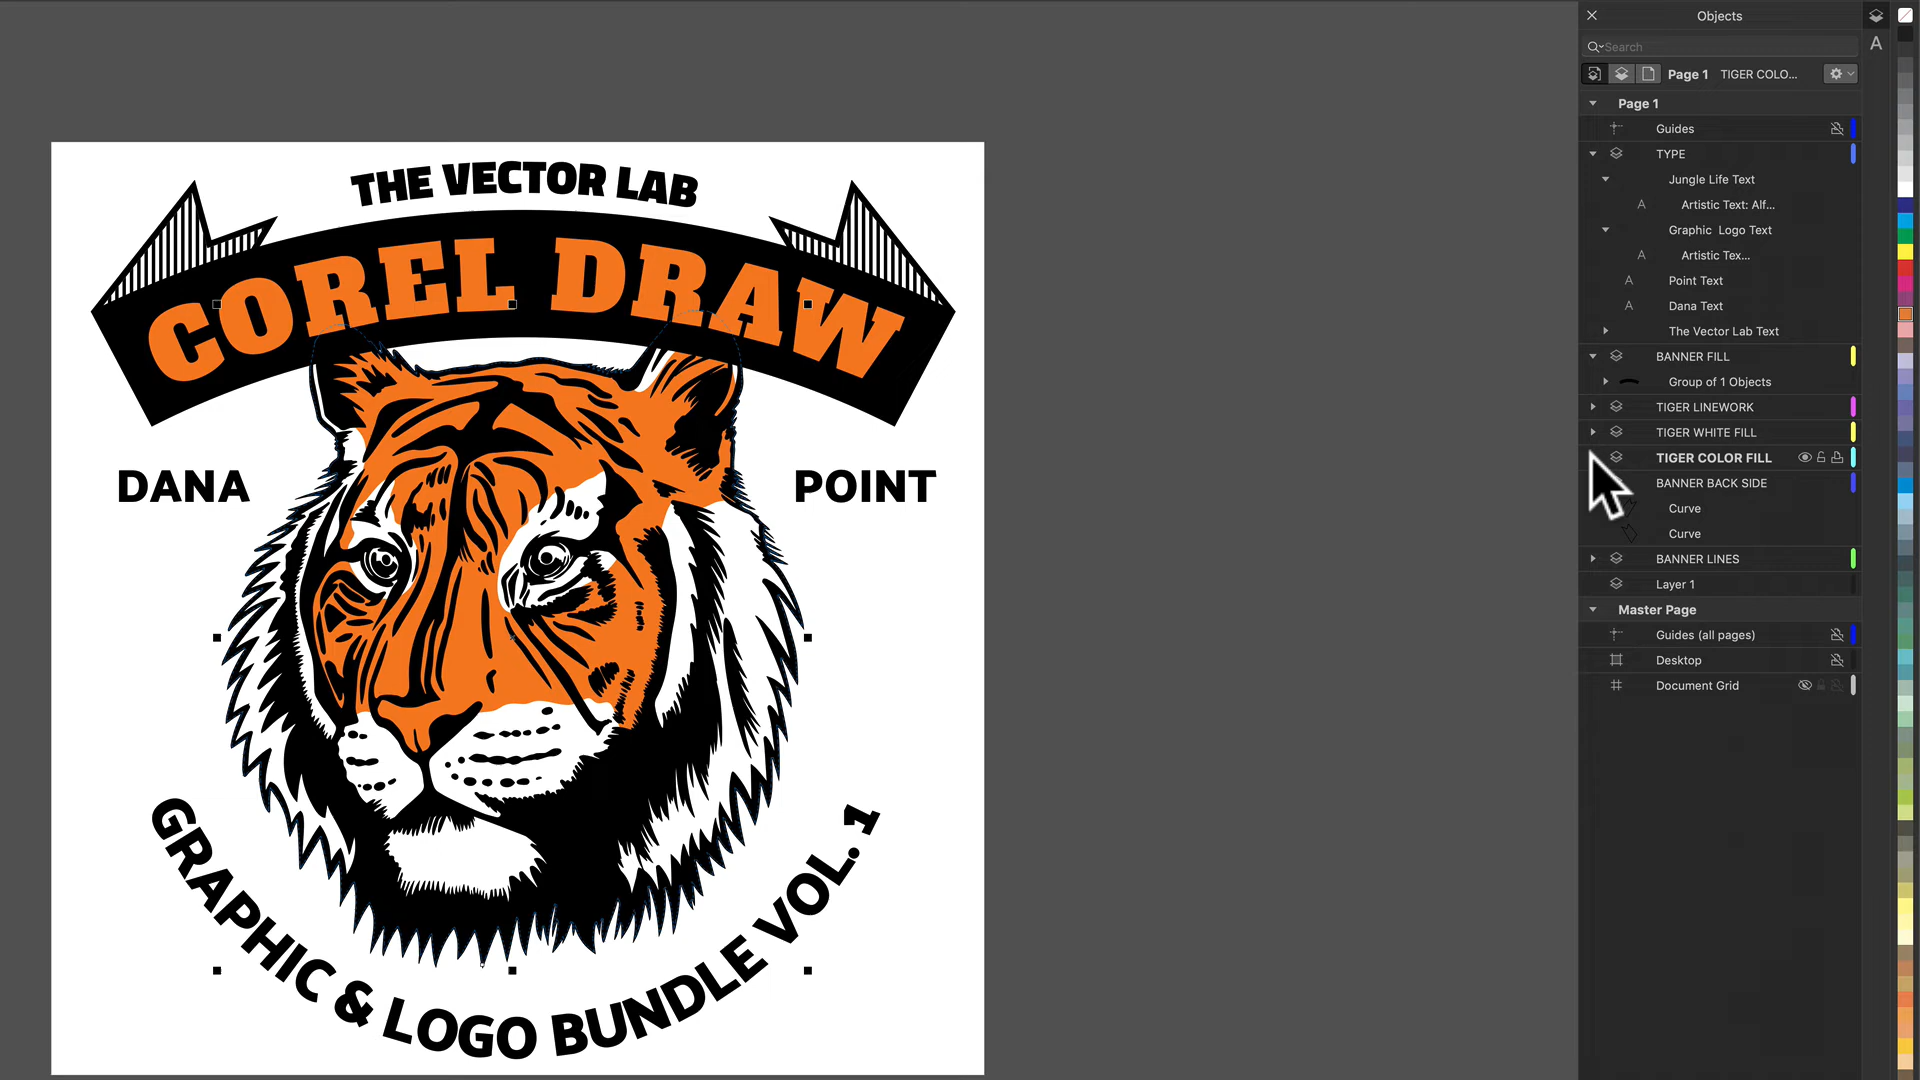 THE VECTOR LAB
COREL DRAW
DANA
POINT
GRAPHIC & LOGO BUNDLE VOL. 1
Objects
Search
Page 1 TIGER COLO...
Page 1
Guides
TYPE
Jungle Life Text
A Artistic Text: Alf...
Graphic Logo Text
A Artistic Tex...
A Point Text
A Dana Text
The Vector Lab Text
BANNER FILL
Group of 1 Objects
TIGER LINEWORK
TIGER WHITE FILL
TIGER COLOR FILL
BANNER BACK SIDE
Curve
Curve
BANNER LINES
Layer 1
Master Page
Guides (all pages)
Desktop
Document Grid
A